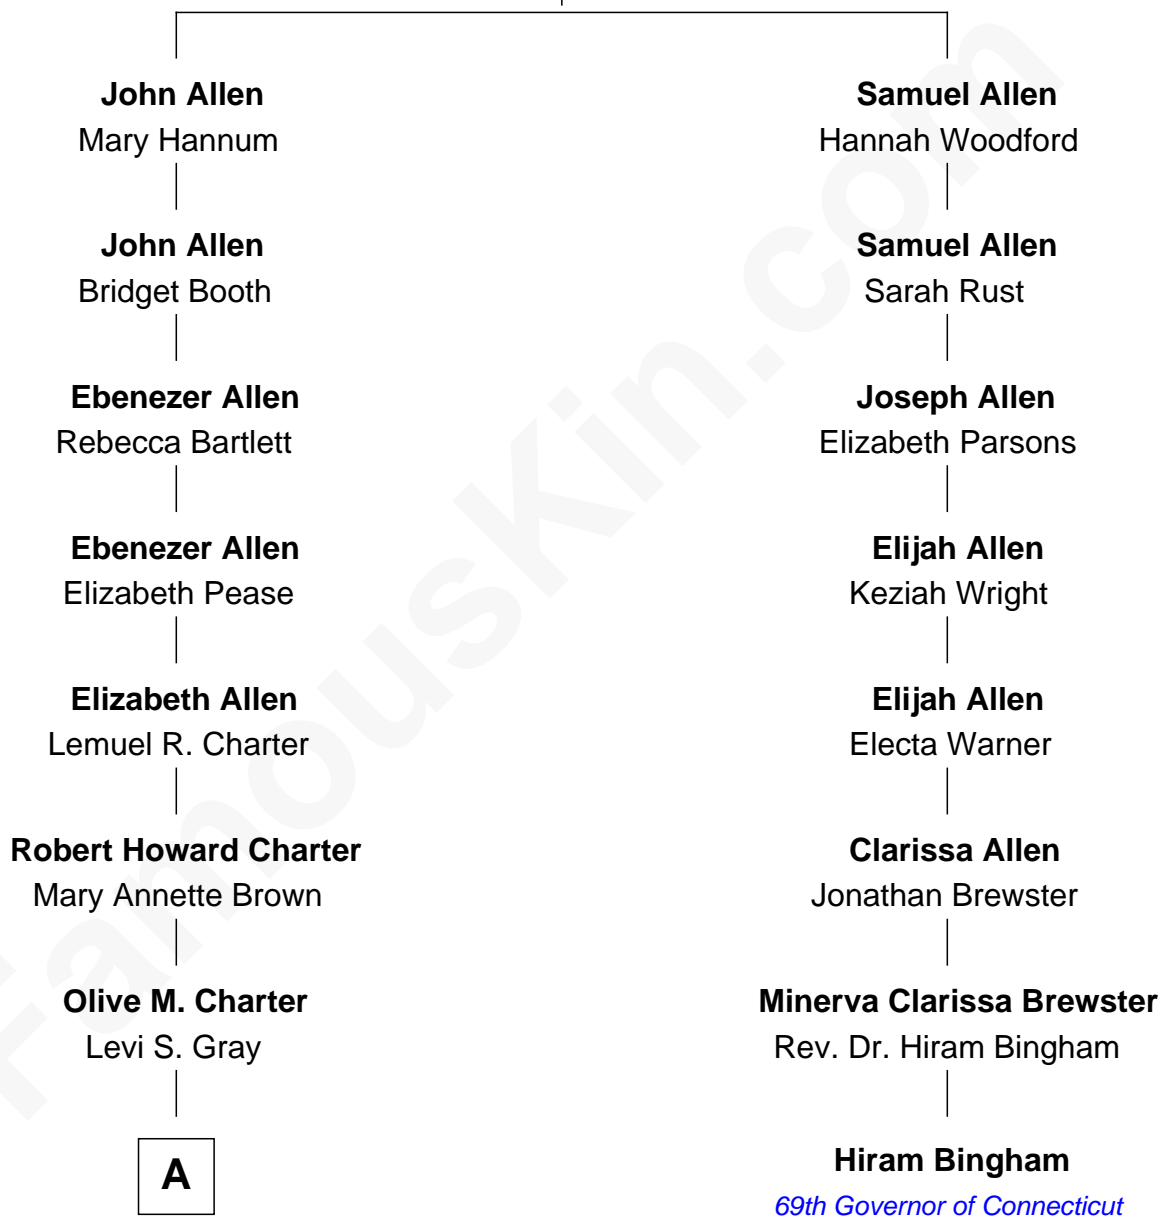 John Allen
Mary Hannum
John Allen
Bridget Booth
Ebenezer Allen
Rebecca Bartlett
Ebenezer Allen
Elizabeth Pease
Elizabeth Allen
Lemuel R. Charter
Robert Howard Charter
Mary Annette Brown
Olive M. Charter
Levi S. Gray
A
Samuel Allen
Hannah Woodford
Samuel Allen
Sarah Rust
Joseph Allen
Elizabeth Parsons
Elijah Allen
Keziah Wright
Elijah Allen
Electa Warner
Clarissa Allen
Jonathan Brewster
Minerva Clarissa Brewster
Rev. Dr. Hiram Bingham
Hiram Bingham
69th Governor of Connecticut
FamousKin.com